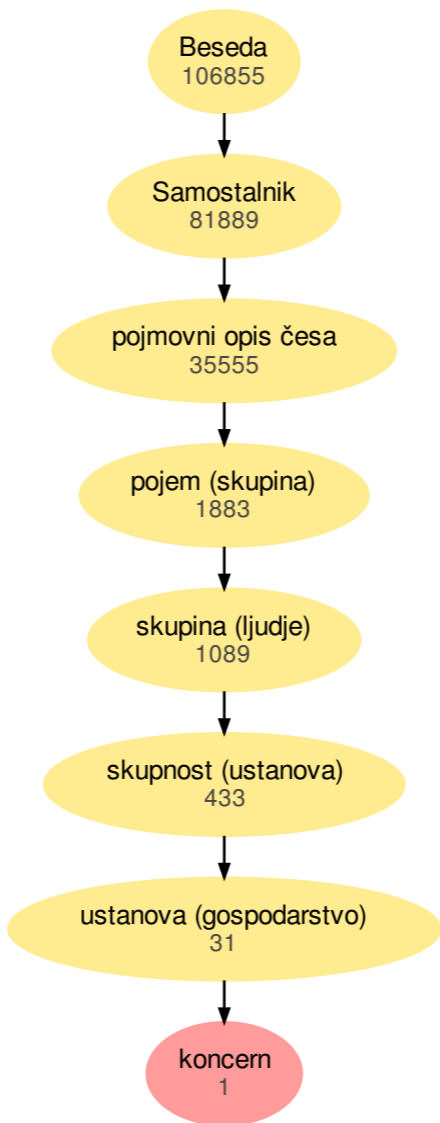 Beseda
106855
Samostalnik
81889
pojmovni opis česa
35555
pojem (skupina)
1883
skupina (ljudje)
1089
skupnost (ustanova)
433
ustanova (gospodarstvo)
31
koncern
1